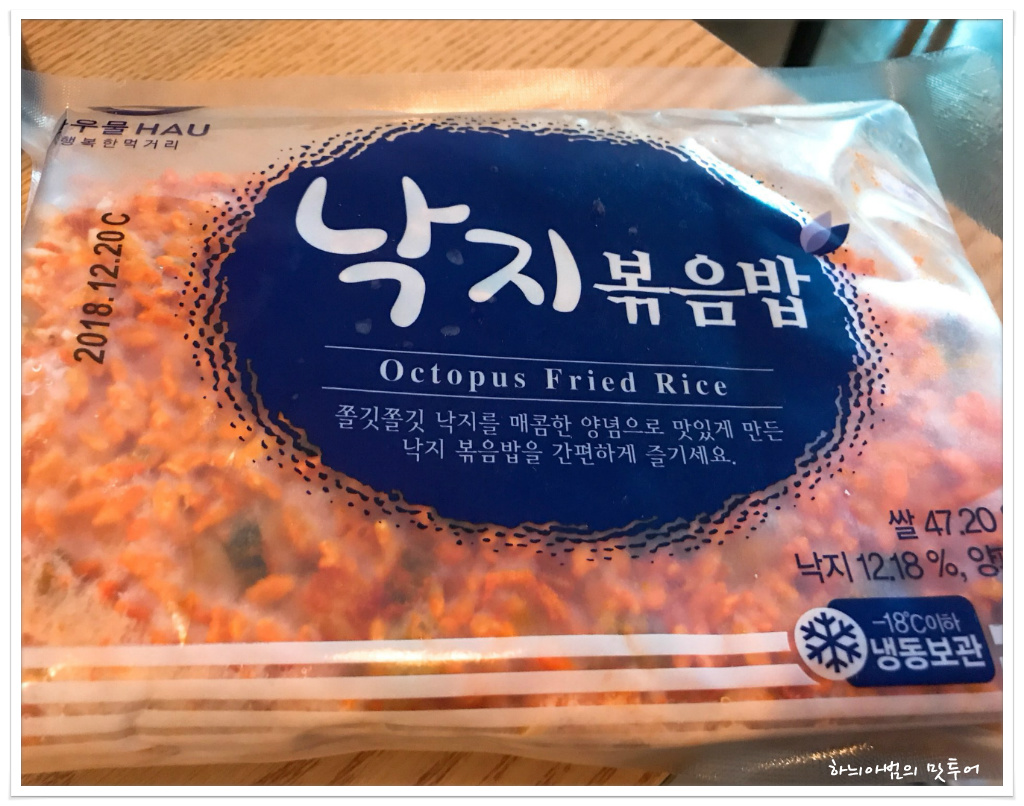 우물 HAU
행복한먹거리
2018.12.20C
낙지볶음밥
Octopus Fried Rice
쫄깃쫄깃 낙지를 매콤한 양념으로 맛있게 만든
낙지 볶음밥을 간편하게 즐기세요.
쌀 47.20
낙지 12.18%,
-18℃이하
냉동보관
하늬아범의 맛투어